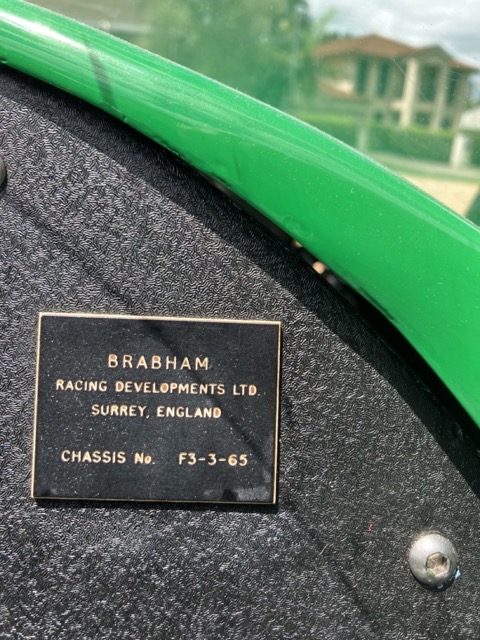 BRABHAM
RACING DEVELOPMENTS LTD.
SURREY, ENGLAND
CHASSIS No. F3-3-65